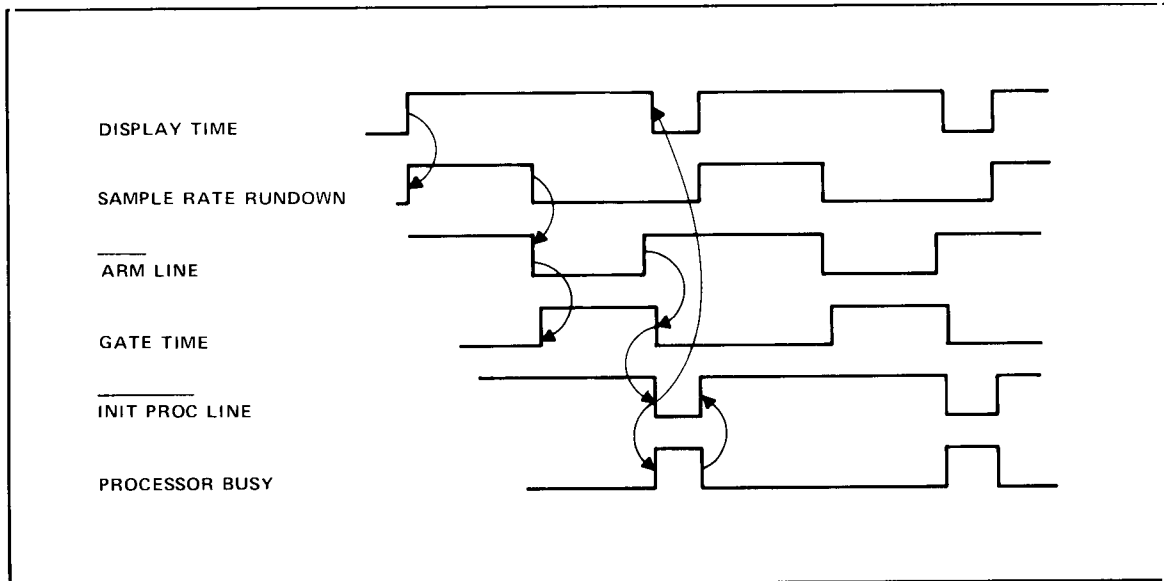 DISPLAY TIME
SAMPLE RATE RUNDOWN
ARM LINE
GATE TIME
INIT PROC LINE
PROCESSOR BUSY